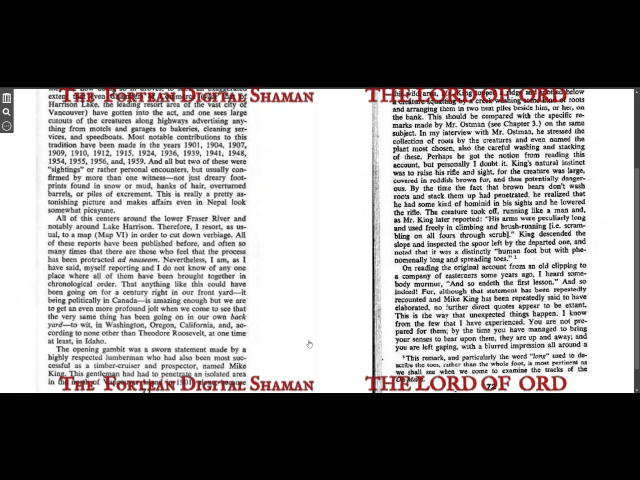 THE FORTEAN DIGITAL SHAMAN
Harrison Lake, the leading resort area of the vast city of
Vancouver) have gotten into the act, and one sees large
cutouts of the creatures along highways advertising any-
thing from motels and garages to bakeries, cleaning serv-
ices, and speedboats. Most notable contributions to this
tradition have been made in the years 1901, 1904, 1907,
1909, 1910, 1912, 1915, 1924, 1936, 1939, 1941, 1948,
1954, 1955, 1956, and, 1959. And all but two of these were
"sightings" or rather personal encounters, but usually con-
firmed by more than one witness—not just dreary foot-
prints found in snow or mud, hanks of hair, overturned
barrels, or piles of excrement. This is really a pretty as-
tonishing picture and makes affairs even in Nepal look
somewhat picayune.
All of this centers around the lower Fraser River and
notably around Lake Harrison. Therefore, I resort, as us-
ual, to a map (Map VI) in order to cut down verbiage. All
of these reports have been published before, and often so
many times that there are those who feel that the process
has been protracted ad nauseam. Nevertheless, I am, as I
have said, myself reporting and I do not know of any one
place where all of them have been brought together in
chronological order. That anything like this could have
been going on for a century right in our front yard—it
being politically in Canada—is amazing enough but we are
to get an even more profound jolt when we come to see that
the very same thing has been going on in our own back
yard—to wit, in Washington, Oregon, California, and, ac-
cording to none other than Theodore Roosevelt, at one time
at least, in Idaho.
The opening gambit was a sworn statement made by a
highly respected lumberman who had also been most suc-
cessful as a timber-cruiser and prospector, named Mike
King. This gentleman had had to penetrate an isolated area
THE FORTEAN DIGITAL SHAMAN
THE LORD OF ORD
and arranging them in two neat piles beside him, or her, on
the bank. This should be compared with the specific re-
marks made by Mr. Ostman (see Chapter 3.) on the same
subject. In my interview with Mr. Ostman, he stressed the
collection of roots by the creatures and even named the
plant most chosen, also the careful washing and stacking
of these. Perhaps he got the notion from reading this
account, but personally I doubt it. King's natural instinct
was to raise his rifle and sight, for the creature was large,
covered in reddish brown fur, and thus potentially danger-
ous. By the time the fact that brown bears don't wash
roots and stack them up had penetrated, he realized that
he had some kind of hominid in his sights and he lowered
the rifle. The creature took off, running like a man and,
as Mr. King later reported: "His arms were peculiarly long
and used freely in climbing and brush-running [i.e. scram-
bling on all fours through scrub]." King descended the
slope and inspected the spoor left by the departed one, and
noted that it was a distinctly "human foot but with phe-
nomenally long and spreading toes." ¹
On reading the original account from an old clipping to
a company of easterners some years ago, I heard some-
body murmur, "And so endeth the first lesson." And so
indeed! Fur, although that statement has been repeatedly
recounted and Mike King has been repeatedly said to have
elaborated, no further direct quotes appear to be extant.
This is the way that unexpected things happen. I know
from the few that I have experienced. You are not pre-
pared for them; by the time you have managed to bring
your senses to bear upon them, they are up and away; and
you are left gaping, with a blurred impression all around a
¹ This remark, and particularly the word "long" used to de-
scribe the toes, rather than the whole foot, is most pertinent as
we shall see when we come to examine the tracks of the
THE LORD OF ORD